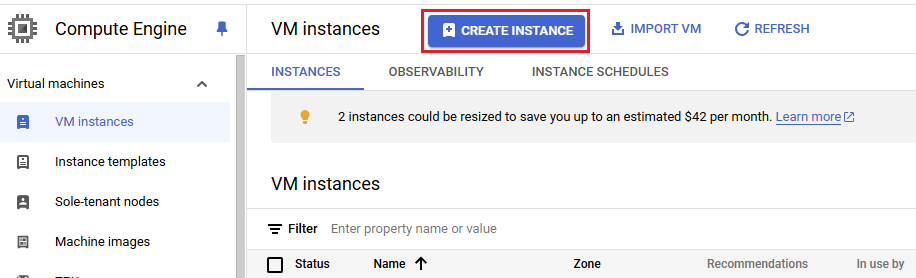 Compute Engine
VM instances
CREATE INSTANCE
IMPORT VM
REFRESH
Virtual machines
INSTANCES
OBSERVABILITY
INSTANCE SCHEDULES
VM instances
2 instances could be resized to save you up to an estimated $42 per month. Learn more
Instance templates
VM instances
Sole-tenant nodes
Filter Enter property name or value
Machine images
Status Name Zone Recommendations In use by